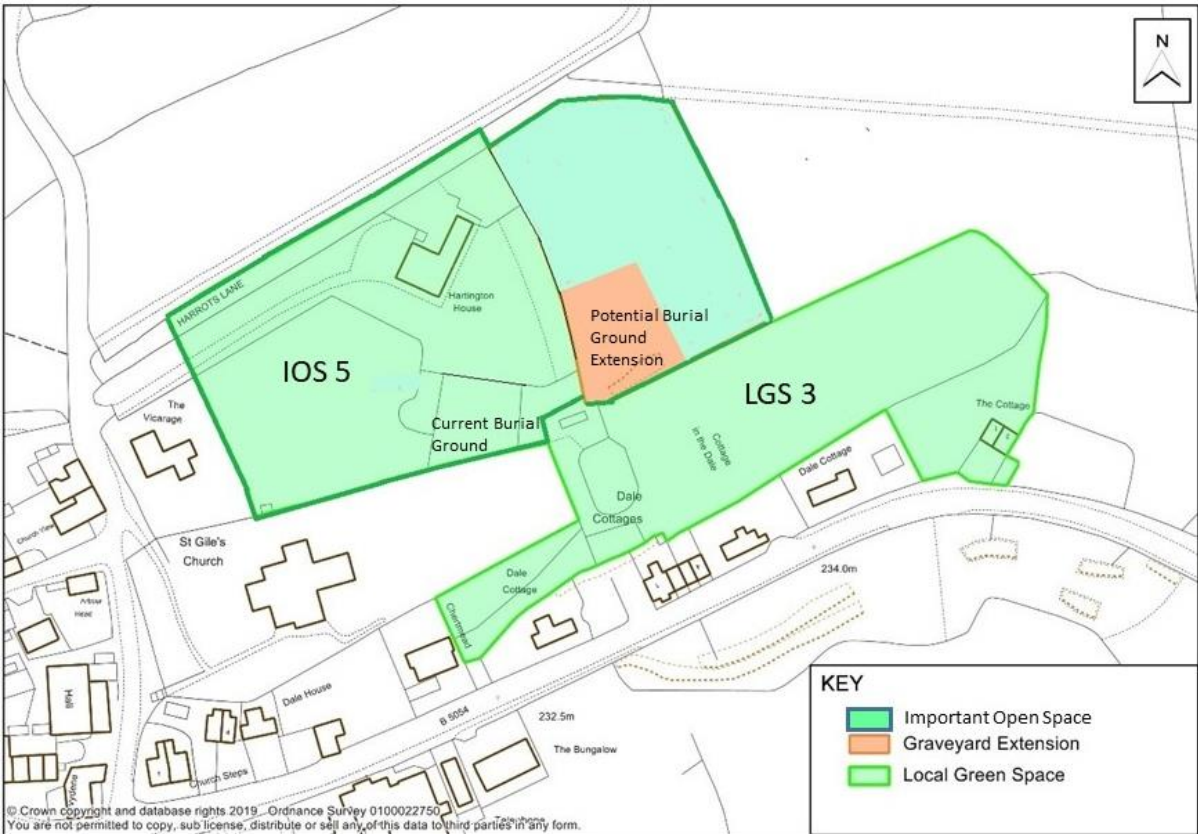 N
HARROTS LANE
Hartington
House
Potential Burial
Ground
Extension
IOS 5
LGS 3
The
Vicarage
Current Burial
Ground
The Cottage
Cottage
in the Dale
Dale Cottage
Dale
Cottages
Church View
St Gile's
Church
Dale
Cottage
234.0m
Arbour
Head
Chertmead
Hall
Dale House
B 5054
232.5m
The Bungalow
Church Steps
KEY
Important Open Space
Graveyard Extension
Local Green Space
© Crown copyright and database rights 2019 Ordnance Survey 0100022750
You are not permitted to copy, sub license, distribute or sell any of this data to third parties in any form.